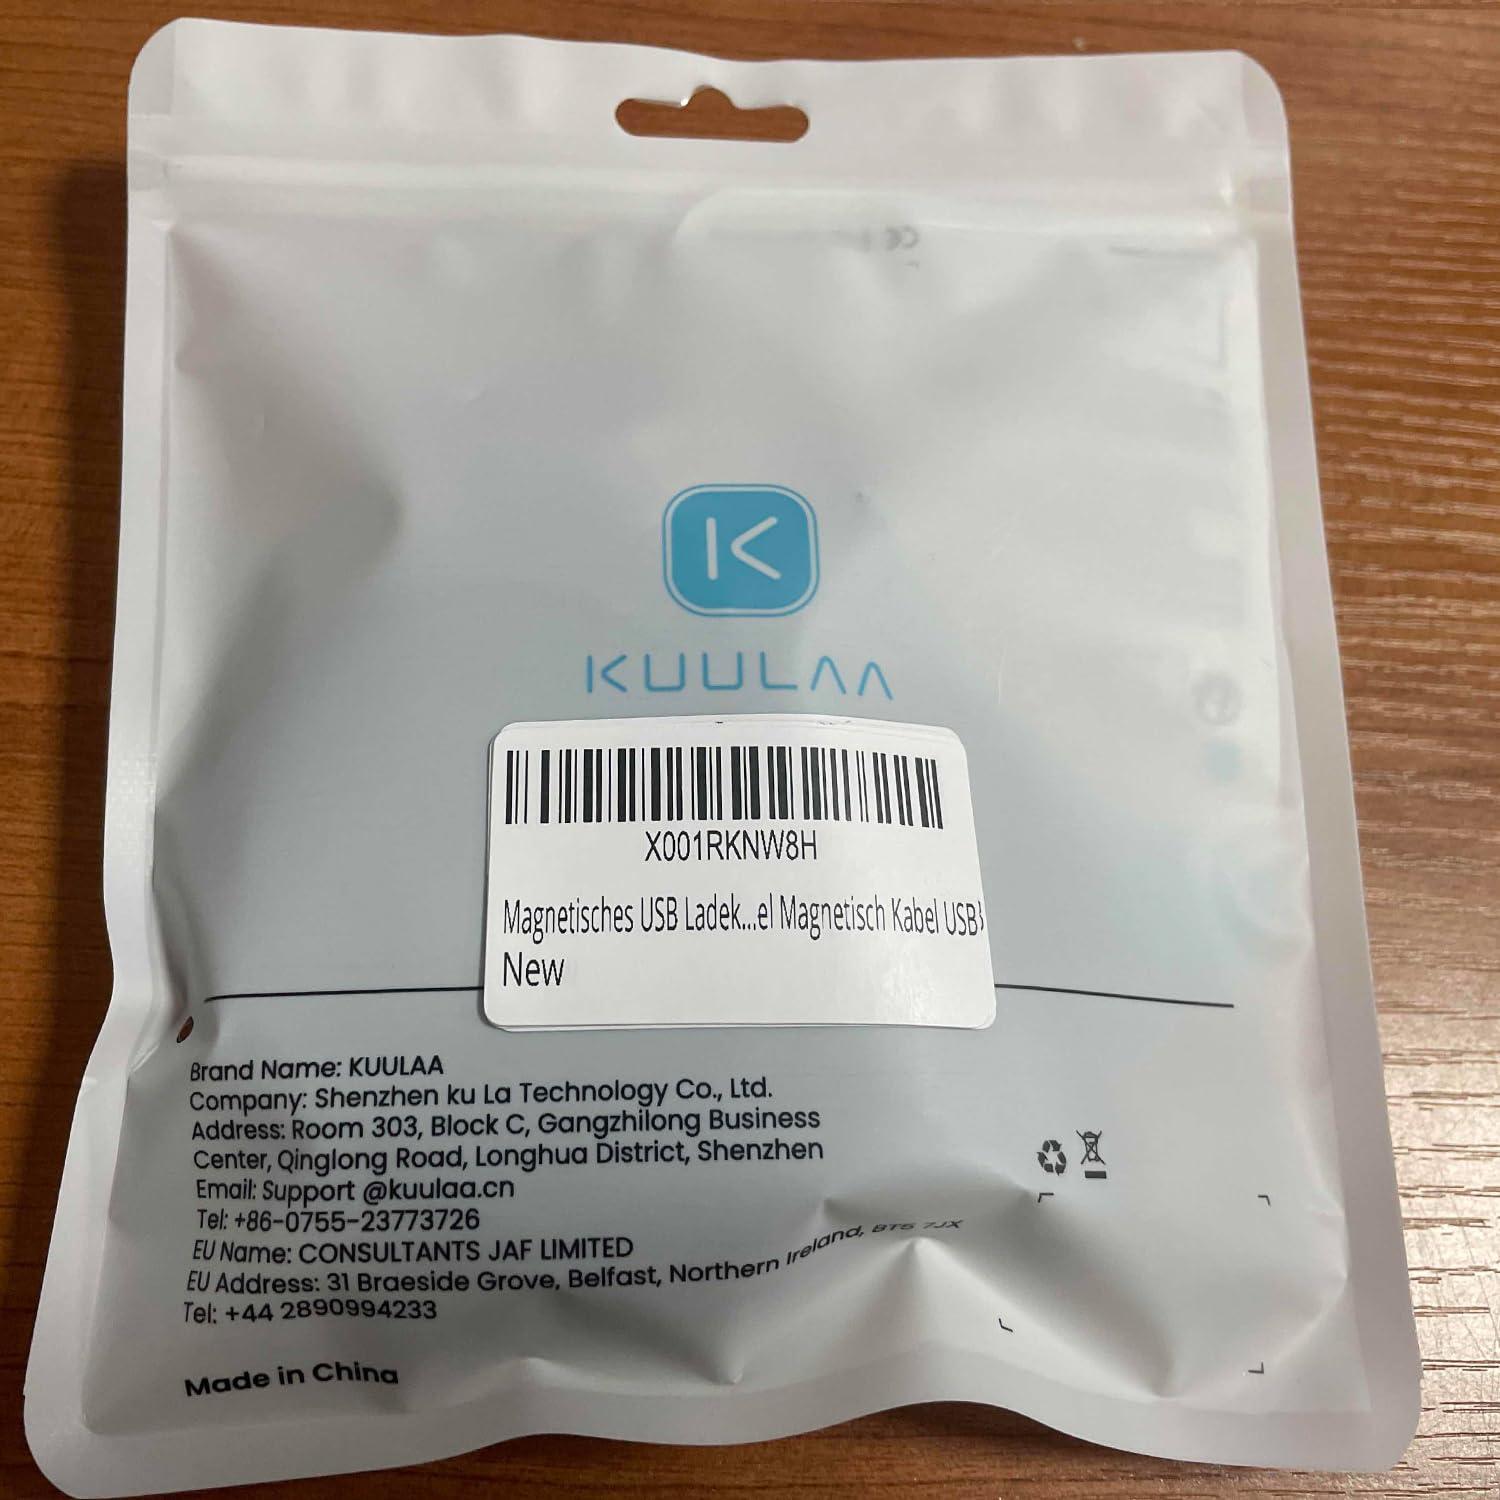 K
KUULAA
X001RKNW8H
Magnetisches USB Ladek...el Magnetisch Kabel USB
New
Brand Name: KUULAA
Company: Shenzhen ku La Technology Co., Ltd.
Address: Room 303, Block C, Gangzhilong Business
Center, Qinglong Road, Longhua District, Shenzhen
Email: Support @kuulaa.cn
Tel: +86-0755-23773726
EU Name: CONSULTANTS JAF LIMITED
EU Address: 31 Braeside Grove, Belfast, Northern Ireland, BT5 7JX
Tel: +44 2890994233
Made in China